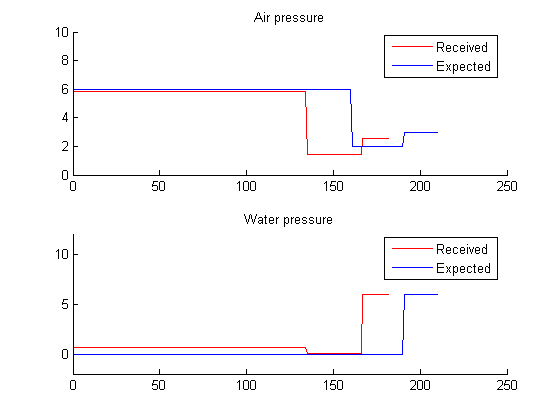 Air pressure
10
8
6
4
2
0
Received
Expected
0 50 100 150 200 250
Water pressure
10
5
0
Received
Expected
0 50 100 150 200 250